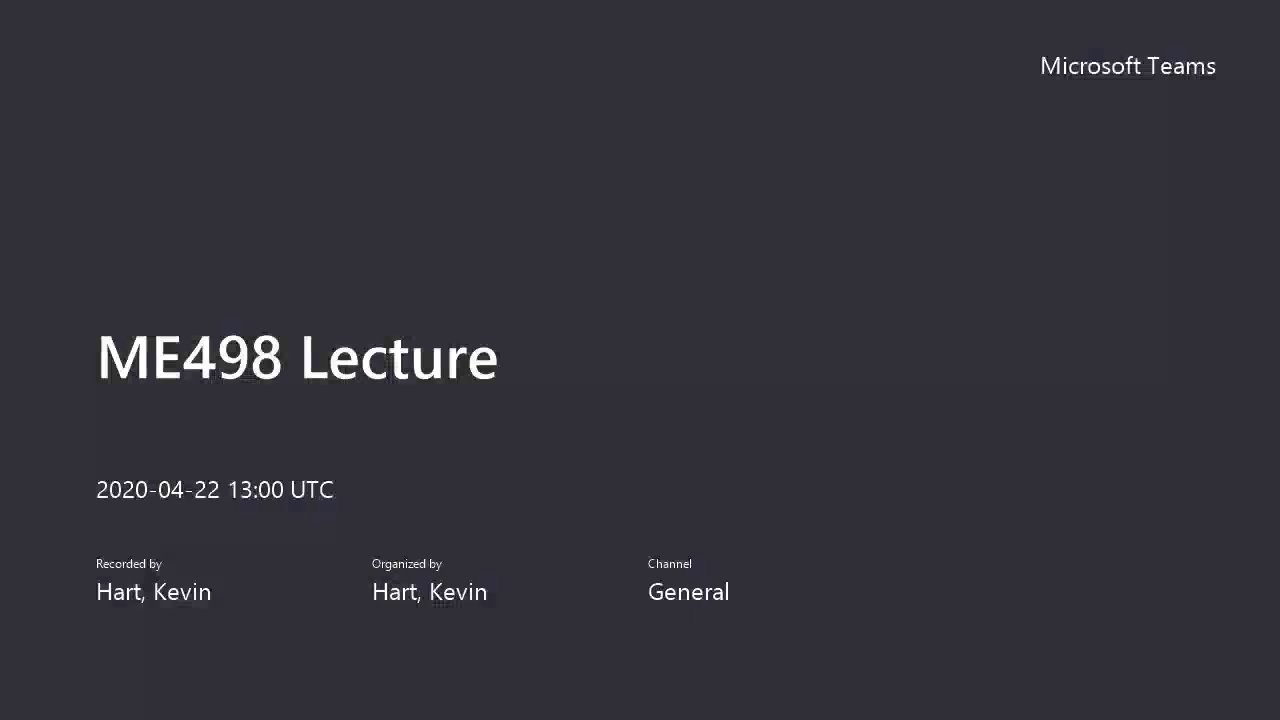 Microsoft Teams
ME498 Lecture
2020-04-22 13:00 UTC
Recorded by
Hart, Kevin
Organized by
Hart, Kevin
Channel
General